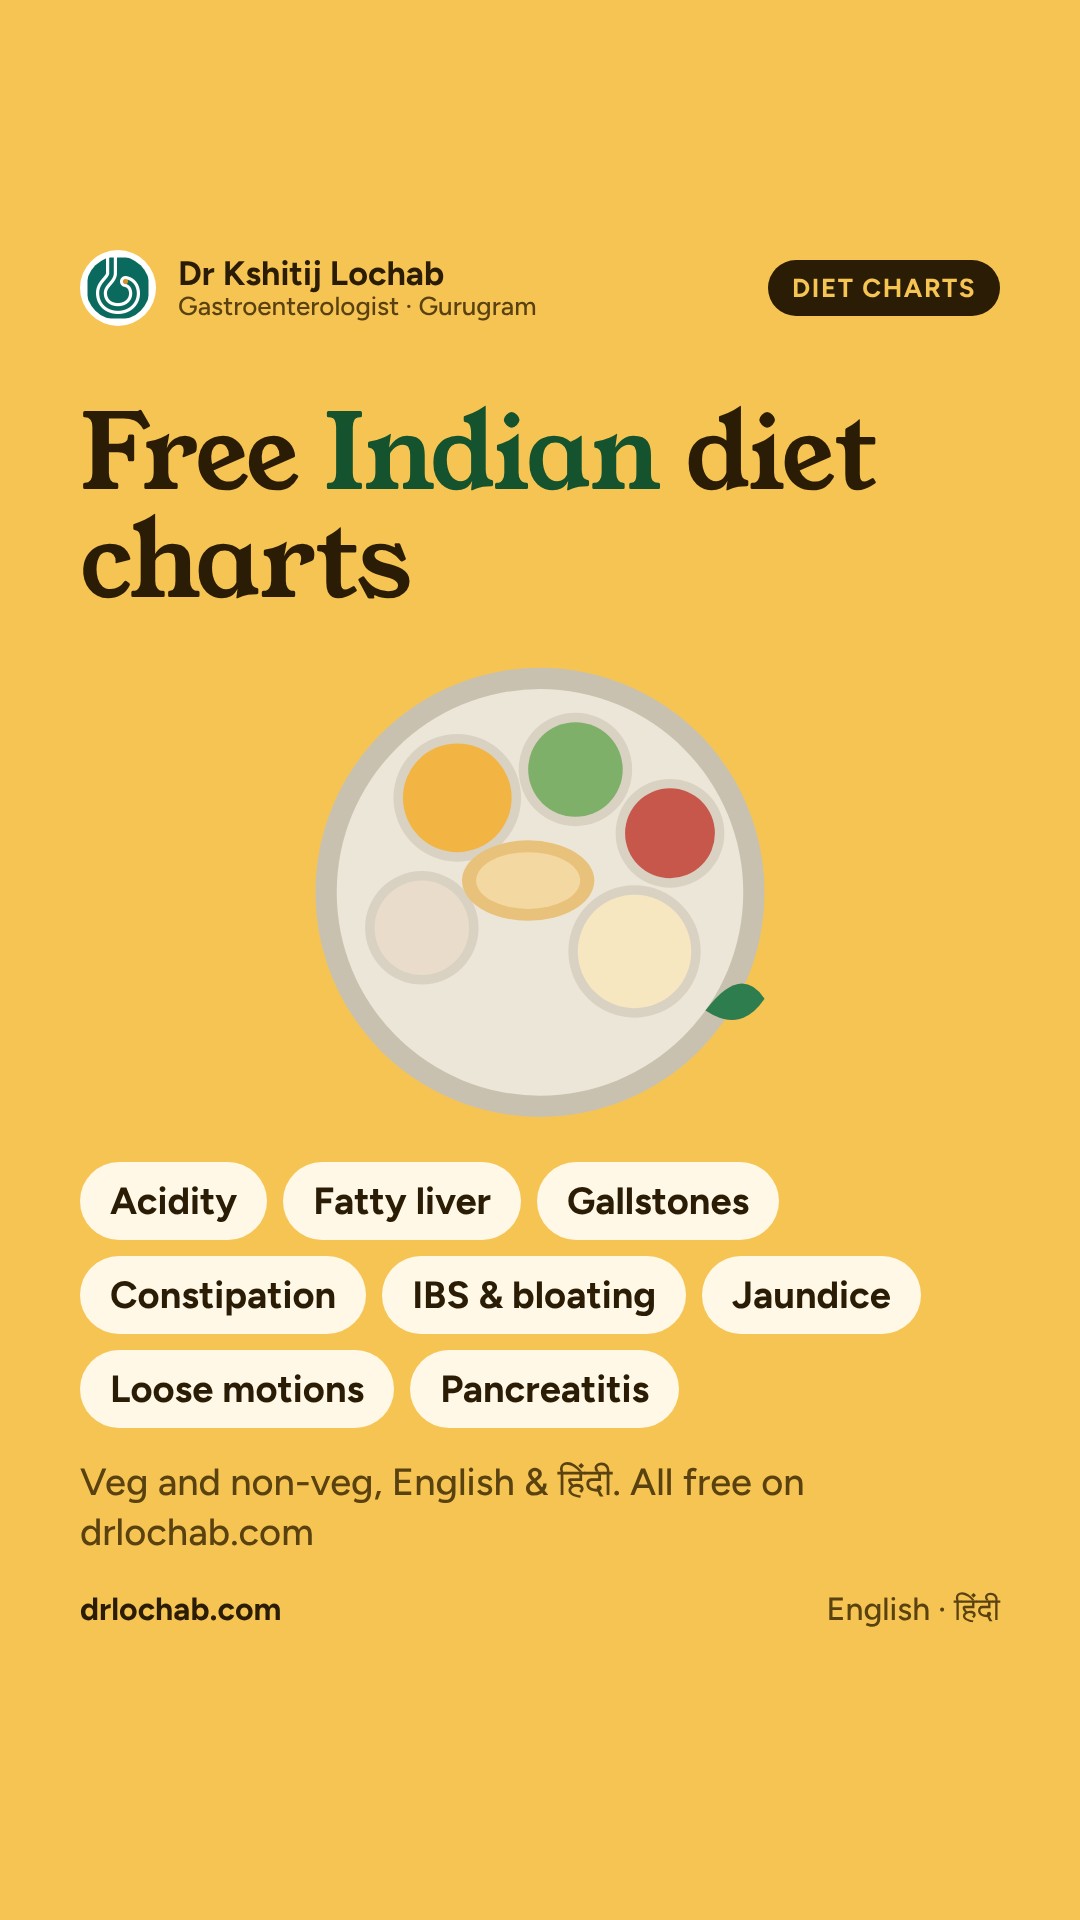 Dr Kshitij Lochab
Gastroenterologist · Gurugram
DIET CHARTS
Free Indian diet
charts
Acidity
Fatty liver
Gallstones
Constipation
IBS & bloating
Jaundice
Loose motions
Pancreatitis
Veg and non-veg, English & हिंदी. All free on
drlochab.com
drlochab.com
English · हिंदी